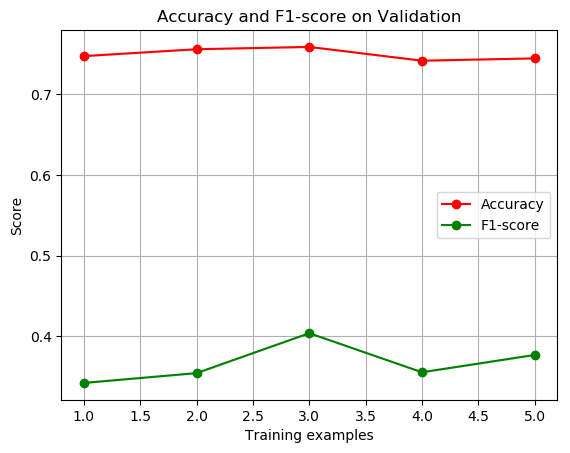 Accuracy and F1-score on Validation
Score
0.7
0.6
0.5
0.4
Accuracy
F1-score
1.0 1.5 2.0 2.5 3.0 3.5 4.0 4.5 5.0
Training examples